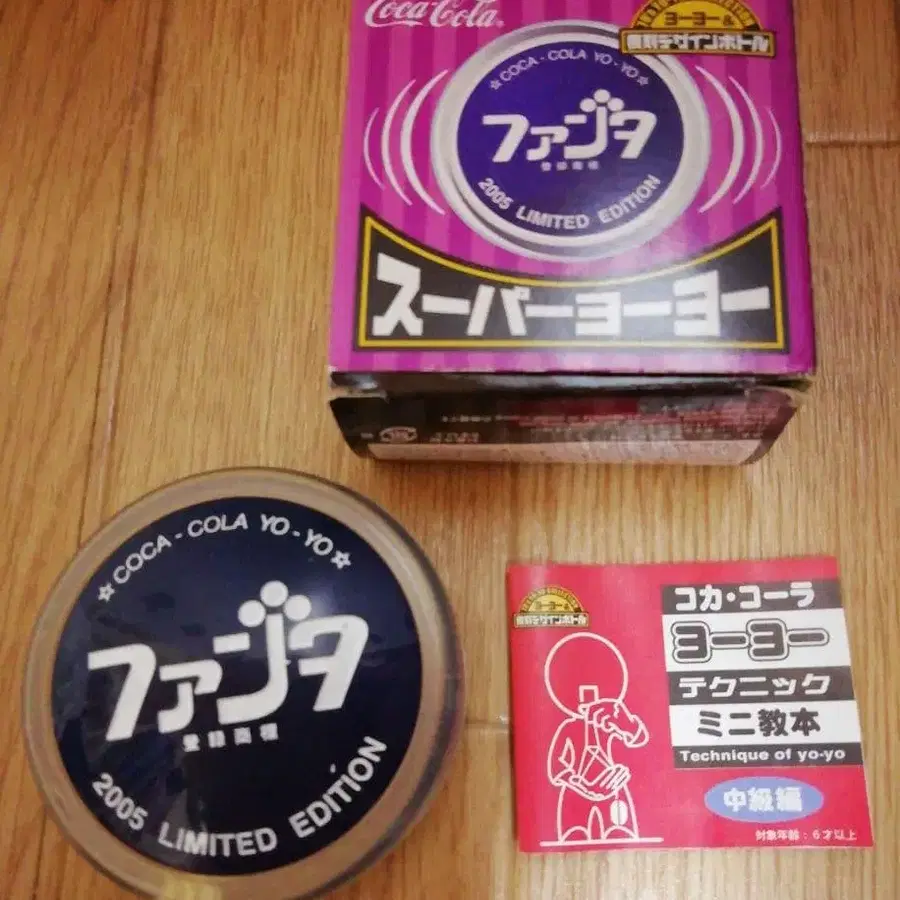 Coca-Cola
ヨーヨー&
復刻デザインボトル
☆COCA-COLA YO-YO☆
ファンタ
登録商標
2005 LIMITED EDITION
スーパーヨーヨー
☆COCA-COLA YO-YO☆
ファンタ
登録商標
2005 LIMITED EDITION
ヨーヨー&
復刻デザインボトル
コカ・コーラ
ヨーヨー
テクニック
ミニ教本
Technique of yo-yo
中級編
対象年齢:6才以上